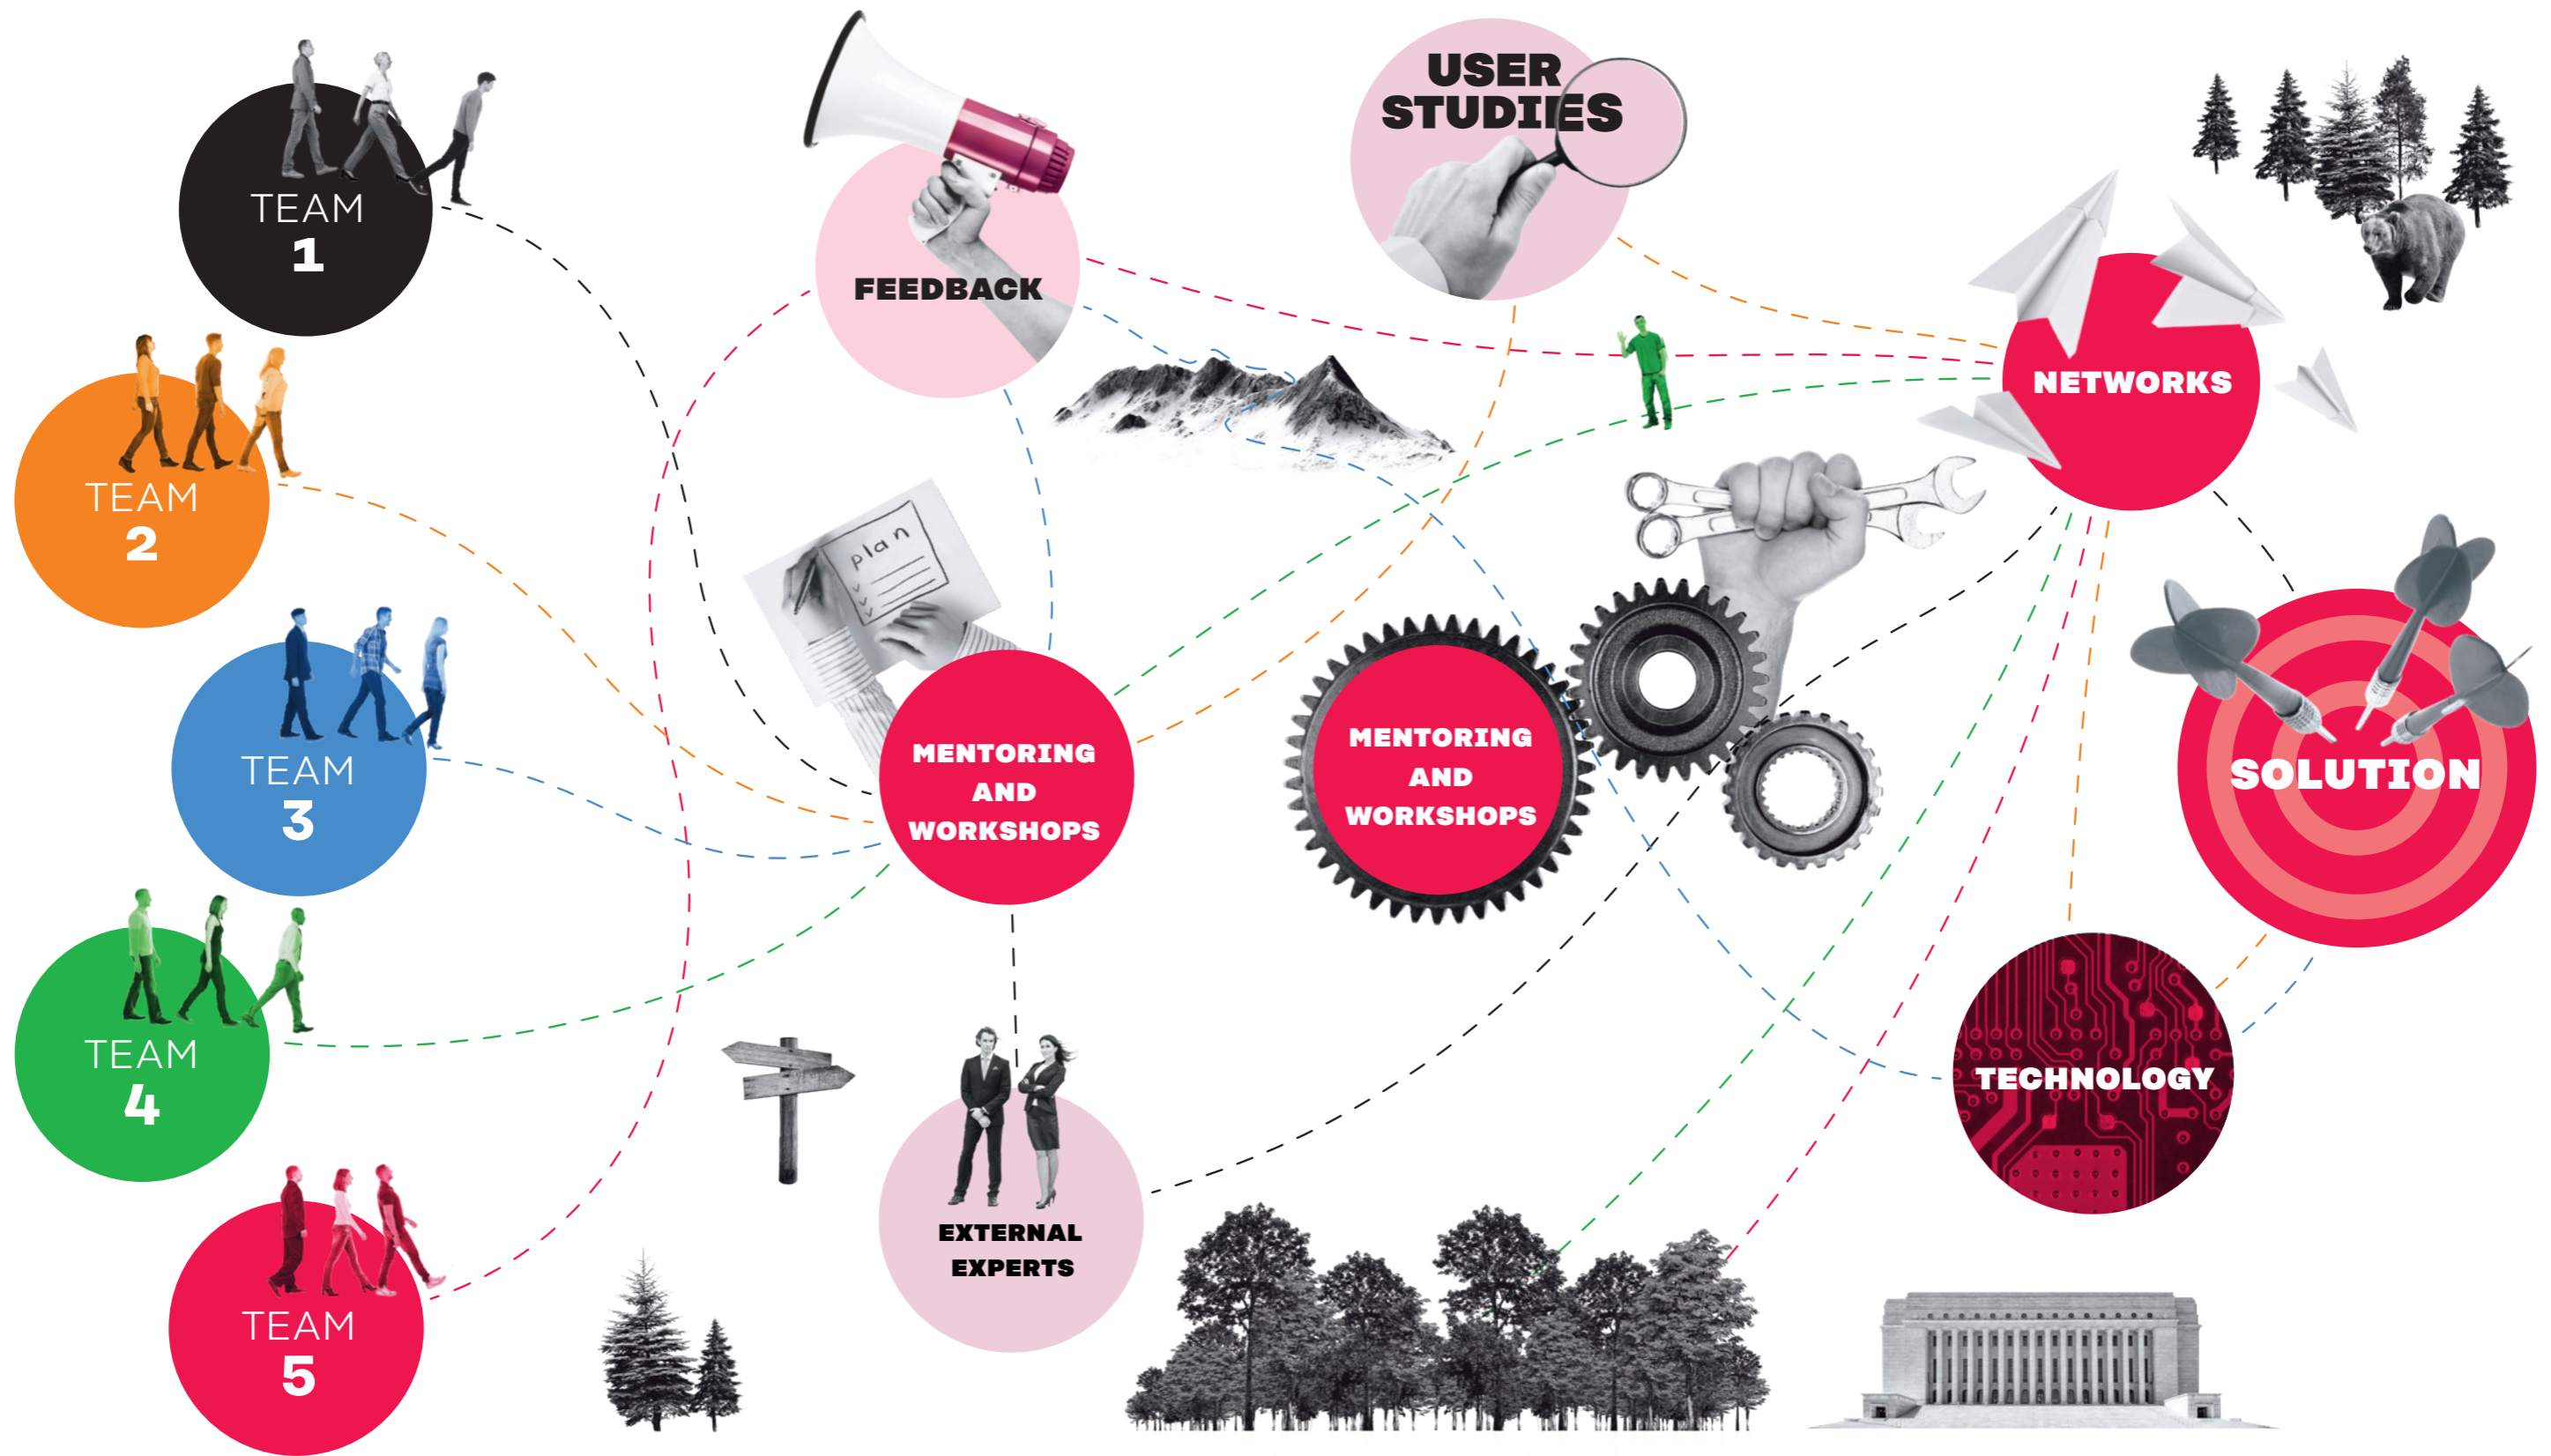 TEAM
1
TEAM
2
TEAM
3
TEAM
4
TEAM
5
FEEDBACK
USER
STUDIES
plan
MENTORING
AND
WORKSHOPS
MENTORING
AND
WORKSHOPS
EXTERNAL
EXPERTS
NETWORKS
SOLUTION
TECHNOLOGY